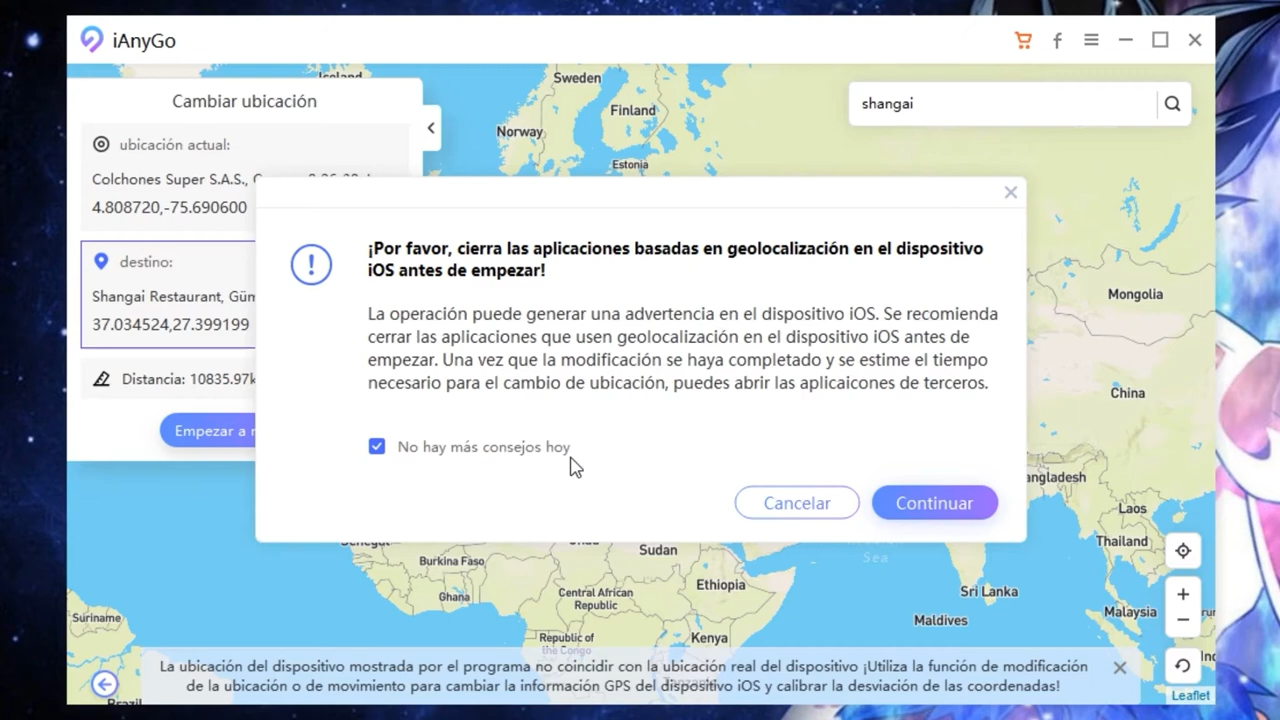 iAnyGo
Cambiar ubicación
ubicación actual:
Colchones Super S.A.S.,
4.808720,-75.690600
destino:
Shangai Restaurant,
37.034524,27.399199
Distancia: 10835.97k
Empezar a
shangai
¡Por favor, cierra las aplicaciones basadas en geolocalización en el dispositivo
iOS antes de empezar!
La operación puede generar una advertencia en el dispositivo iOS. Se recomienda
cerrar las aplicaciones que usen geolocalización en el dispositivo iOS antes de
empezar. Una vez que la modificación se haya completado y se estime el tiempo
necesario para el cambio de ubicación, puedes abrir las aplicaicones de terceros.
No hay más consejos hoy
Cancelar
Continuar
Iceland
Sweden
Finland
Norway
Estonia
Mongolia
China
angladesh
Laos
Thailand
Senegal
Burkina Faso
Sudan
Sea
Ghana
Central African
Republic
Ethiopia
Sri Lanka
Suriname
Maldives
Malaysia
Republic of
the Congo
Kenya
Brazil
La ubicación del dispositivo mostrada por el programa no coincidir con la ubicación real del dispositivo ¡Utiliza la función de modificación
de la ubicación o de movimiento para cambiar la información GPS del dispositivo iOS y calibrar la desviación de las coordenadas!
Leaflet